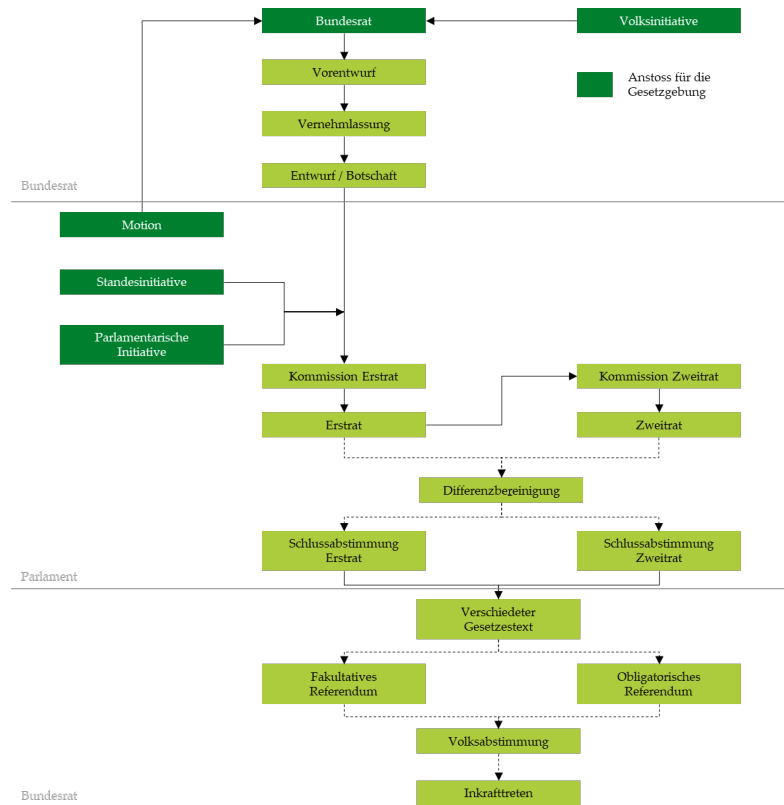 Bundesrat
Volksinitiative
Vorentwurf
Anstoss für die
Gesetzgebung
Vernehmlassung
Entwurf / Botschaft
Bundesrat
Motion
Standesinitiative
Parlamentarische
Initiative
Kommission Erstrat
Kommission Zweitrat
Erstrat
Zweitrat
Differenzbereinigung
Schlussabstimmung
Erstrat
Schlussabstimmung
Zweitrat
Parlament
Verschiedeter
Gesetzestext
Fakultatives
Referendum
Obligatorisches
Referendum
Volksabstimmung
Inkrafttreten
Bundesrat